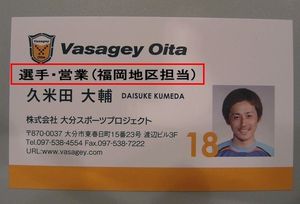 Vasagey Oita
選手・営業（福岡地区担当）
久米田 大輔 DAISUKE KUMEDA
株式会社 大分スポーツプロジェクト
〒870-0037 大分市東春日町15番23号 渡辺ビル3F
Tel.097-538-4554 Fax.097-538-7222
URL:www.vasagey.com
18